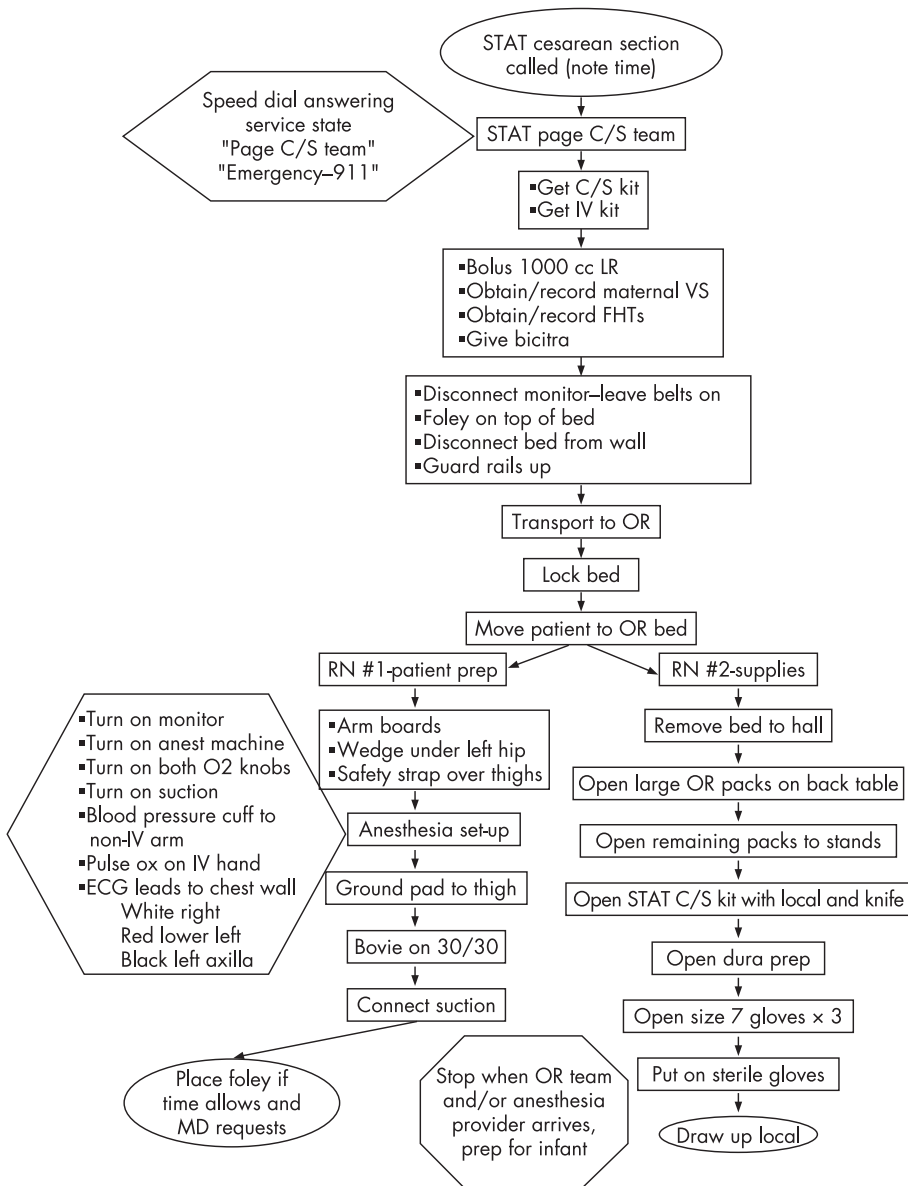 STAT cesarean section
called (note time)
Speed dial answering
service state
"Page C/S team"
"Emergency–911"
STAT page C/S team
▪Get C/S kit
▪Get IV kit
▪Bolus 1000 cc LR
▪Obtain/record maternal VS
▪Obtain/record FHTs
▪Give bicitra
▪Disconnect monitor–leave belts on
▪Foley on top of bed
▪Disconnect bed from wall
▪Guard rails up
Transport to OR
Lock bed
Move patient to OR bed
RN #1-patient prep
▪Arm boards
▪Wedge under left hip
▪Safety strap over thighs
Anesthesia set-up
▪Turn on monitor
▪Turn on anest machine
▪Turn on both O2 knobs
▪Turn on suction
▪Blood pressure cuff to
non-IV arm
▪Pulse ox on IV hand
▪ECG leads to chest wall
White right
Red lower left
Black left axilla
Ground pad to thigh
Bovie on 30/30
Connect suction
Place foley if
time allows and
MD requests
RN #2-supplies
Remove bed to hall
Open large OR packs on back table
Open remaining packs to stands
Open STAT C/S kit with local and knife
Open dura prep
Open size 7 gloves × 3
Put on sterile gloves
Draw up local
Stop when OR team
and/or anesthesia
provider arrives,
prep for infant